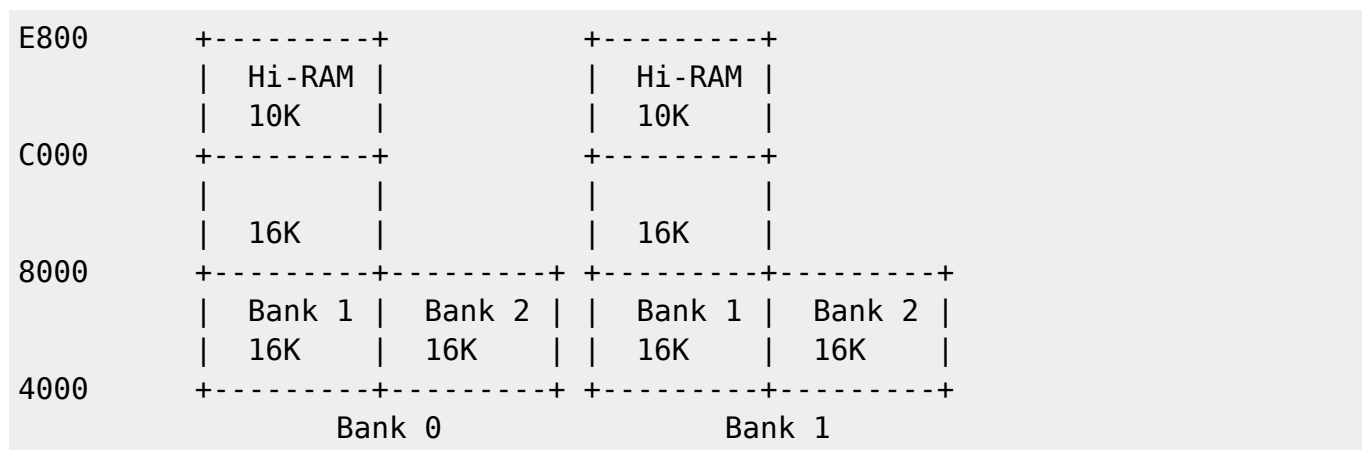 E800       +---------+           +---------+
           |  Hi-RAM |           |  Hi-RAM |
           |  10K    |           |  10K    |
C000       +---------+           +---------+
           |         |           |         |
           |  16K    |           |  16K    |
8000       +---------+---------+ +---------+---------+
           |  Bank 1 |  Bank 2 | |  Bank 1 |  Bank 2 |
           |  16K    |  16K    | |  16K    |  16K    |
4000       +---------+---------+ +---------+---------+
                  Bank 0                Bank 1